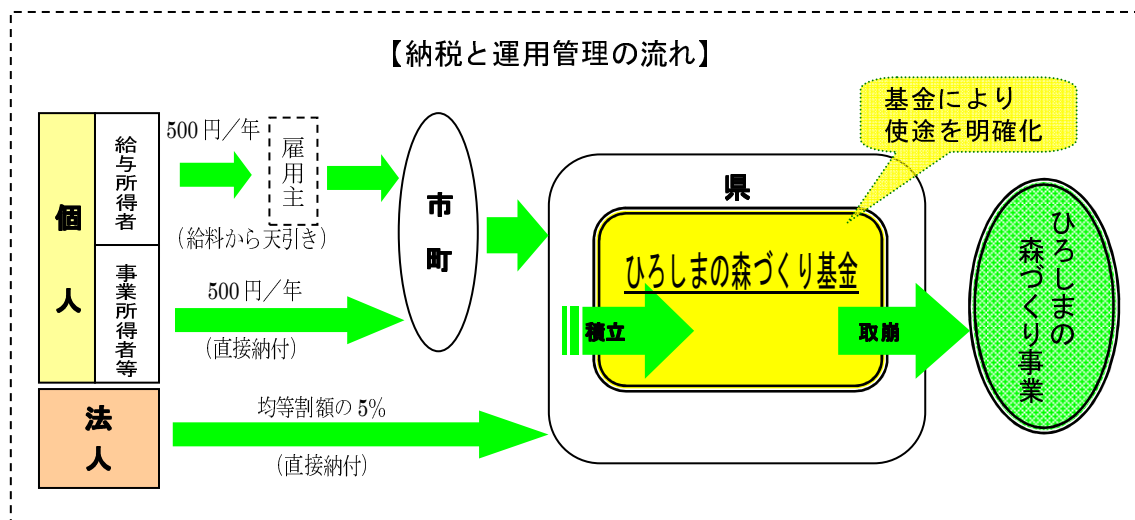 【納税と運用管理の流れ】
基金により
使途を明確化
個人
給与所得者
500円／年
雇用主
(給料から天引き)
事業所得者等
500円／年
(直接納付)
市町
法人
均等割額の5%
(直接納付)
県
ひろしまの森づくり基金
積立
取崩
ひろしまの
森づくり事業